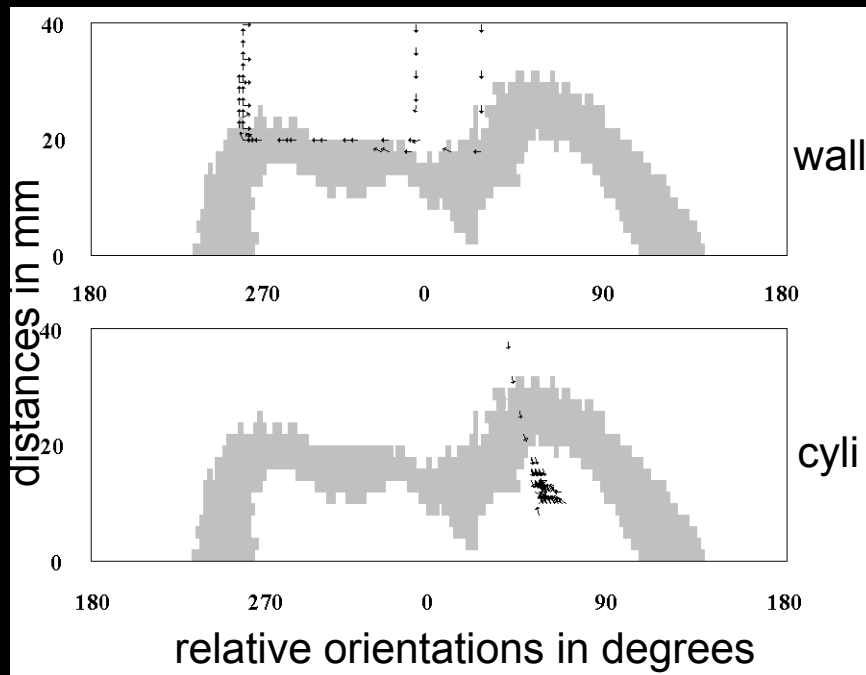 40
20
0
180 270 0 90 180
wall
40
20
0
180 270 0 90 180
cyli
distances in mm
relative orientations in degrees